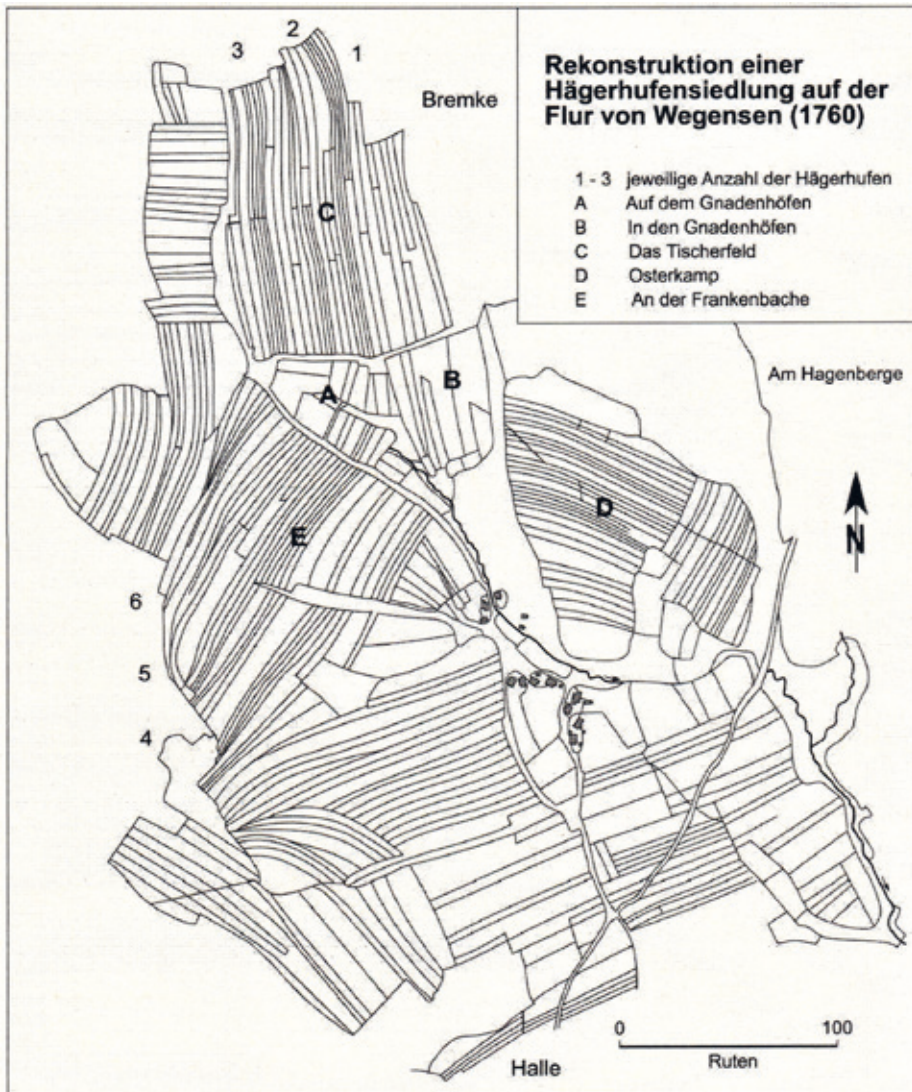 Rekonstruktion einer
Hägerhufensiedlung auf der
Flur von Wegensen (1760)
1 - 3 jeweilige Anzahl der Hägerhufen
A Auf dem Gnadenhöfen
B In den Gnadenhöfen
C Das Tischerfeld
D Osterkamp
E An der Frankenbache
2
3
1
Bremke
C
Am Hagenberge
B
A
N
D
E
6
5
4
0 100
Ruten
Halle